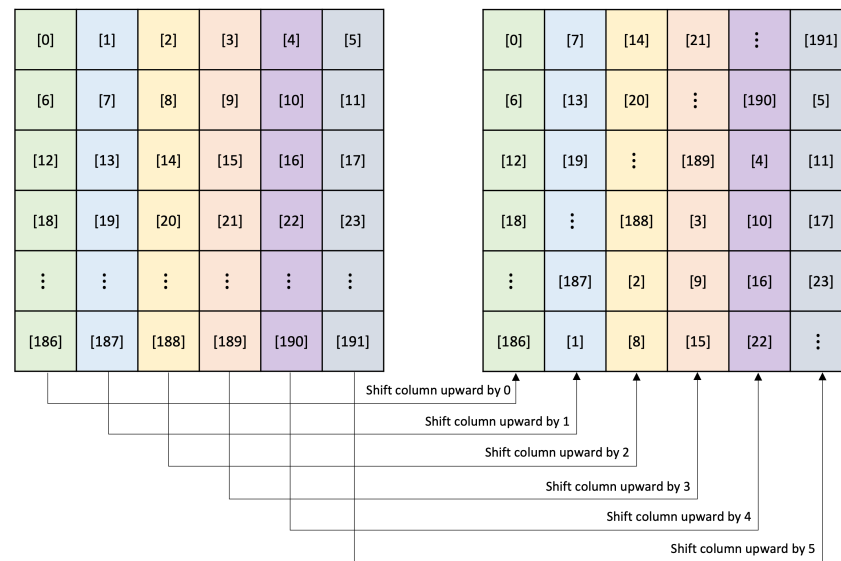 [0] [1] [2] [3] [4] [5]
[6] [7] [8] [9] [10] [11]
[12] [13] [14] [15] [16] [17]
[18] [19] [20] [21] [22] [23]
⋮ ⋮ ⋮ ⋮ ⋮ ⋮
[186] [187] [188] [189] [190] [191]
[0] [7] [14] [21] ⋮ [191]
[6] [13] [20] ⋮ [190] [5]
[12] [19] ⋮ [189] [4] [11]
[18] ⋮ [188] [3] [10] [17]
⋮ [187] [2] [9] [16] [23]
[186] [1] [8] [15] [22] ⋮
Shift column upward by 0
Shift column upward by 1
Shift column upward by 2
Shift column upward by 3
Shift column upward by 4
Shift column upward by 5